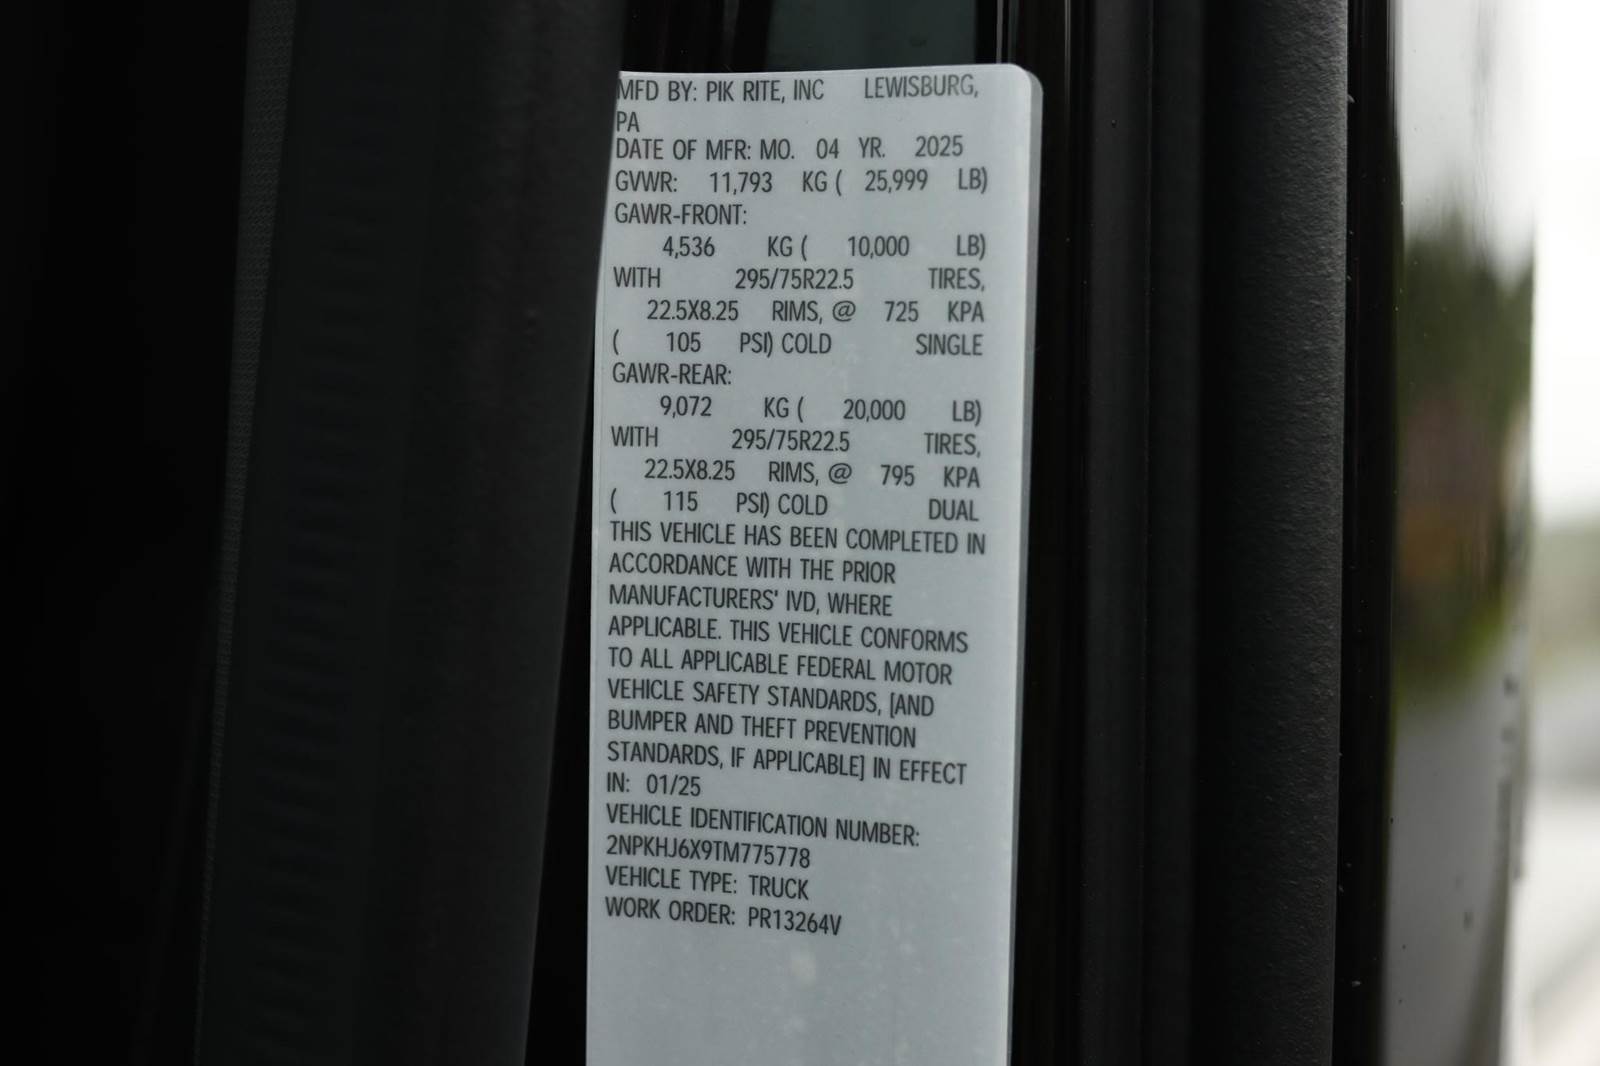 MFD BY: PIK RITE, INC LEWISBURG,
PA
DATE OF MFR: MO. 04 YR. 2025
GVWR: 11,793 KG ( 25,999 LB)
GAWR-FRONT:
4,536 KG ( 10,000 LB)
WITH 295/75R22.5 TIRES,
22.5X8.25 RIMS, @ 725 KPA
( 105 PSI) COLD SINGLE
GAWR-REAR:
9,072 KG ( 20,000 LB)
WITH 295/75R22.5 TIRES,
22.5X8.25 RIMS, @ 795 KPA
( 115 PSI) COLD DUAL
THIS VEHICLE HAS BEEN COMPLETED IN
ACCORDANCE WITH THE PRIOR
MANUFACTURERS' IVD, WHERE
APPLICABLE. THIS VEHICLE CONFORMS
TO ALL APPLICABLE FEDERAL MOTOR
VEHICLE SAFETY STANDARDS, [AND
BUMPER AND THEFT PREVENTION
STANDARDS, IF APPLICABLE] IN EFFECT
IN: 01/25
VEHICLE IDENTIFICATION NUMBER:
2NPKHJ6X9TM775778
VEHICLE TYPE: TRUCK
WORK ORDER: PR13264V